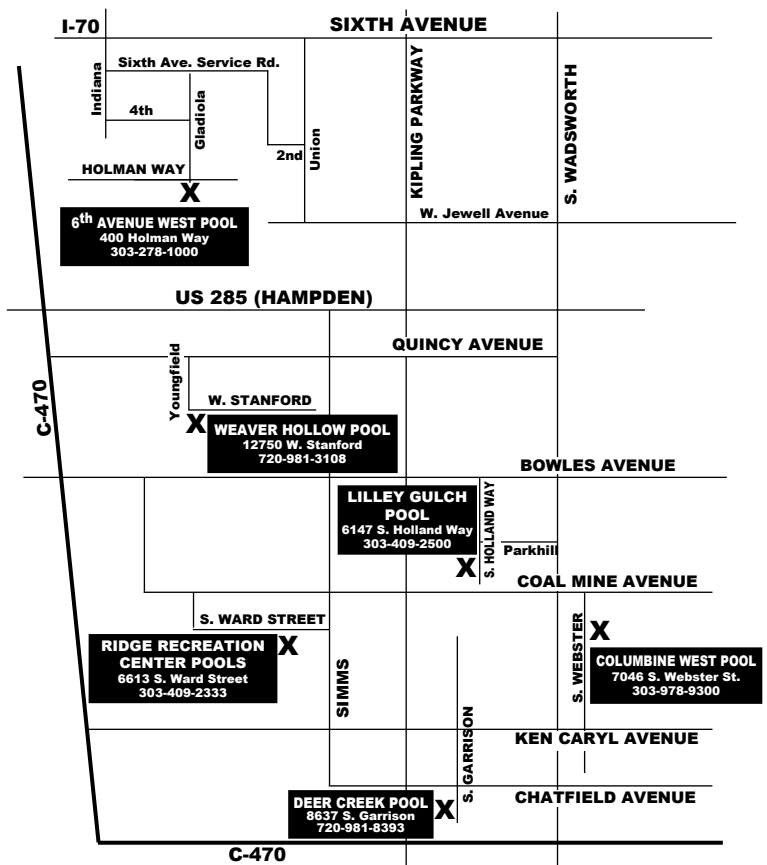 I-70
SIXTH AVENUE
Sixth Ave. Service Rd.
Indiana
4th
Gladiola
2nd
Union
KIPLING PARKWAY
S. WADSWORTH
HOLMAN WAY
X
6th AVENUE WEST POOL
400 Holman Way
303-278-1000
W. Jewell Avenue
US 285 (HAMPDEN)
QUINCY AVENUE
Youngfield
C-470
W. STANFORD
X
WEAVER HOLLOW POOL
12750 W. Stanford
720-981-3108
BOWLES AVENUE
LILLEY GULCH
POOL
6147 S. Holland Way
303-409-2500
S. HOLLAND WAY
Parkhill
X
COAL MINE AVENUE
S. WARD STREET
X
RIDGE RECREATION
CENTER POOLS
6613 S. Ward Street
303-409-2333
SIMMS
S. WEBSTER
X
COLUMBINE WEST POOL
7046 S. Webster St.
303-978-9300
S. GARRISON
KEN CARYL AVENUE
CHATFIELD AVENUE
DEER CREEK POOL
8637 S. Garrison
720-981-8393
X
C-470